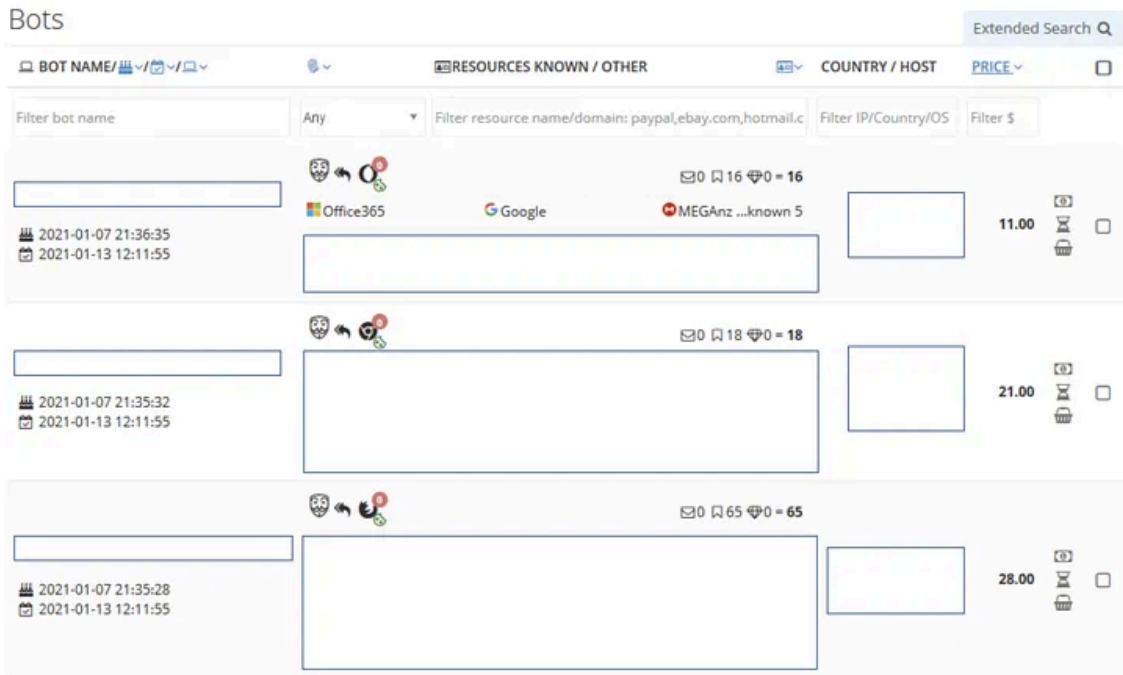 Bots
Extended Search
BOT NAME/ / / RESOURCES KNOWN / OTHER COUNTRY / HOST PRICE
Filter bot name Any Filter resource name/domain: paypal,ebay.com,hotmail.c Filter IP/Country/OS Filter $
0
0 16 0 = 16
Office365 Google MEGAnz ...known 5
2021-01-07 21:36:35
2021-01-13 12:11:55
11.00
0
0 18 0 = 18
2021-01-07 21:35:32
2021-01-13 12:11:55
21.00
0
0 65 0 = 65
2021-01-07 21:35:28
2021-01-13 12:11:55
28.00